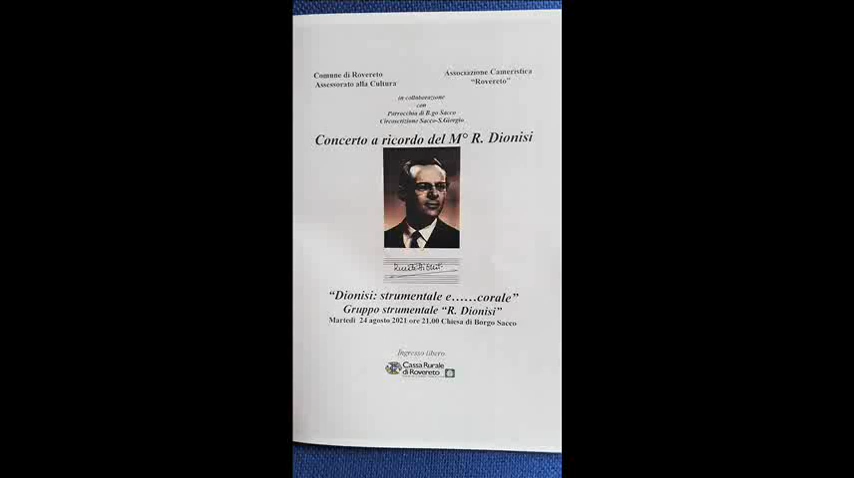 Comune di Rovereto
Assessorato alla Cultura
Associazione Cameristica
“Rovereto”
in collaborazione
con
Parrocchia di B.go Sacco
Circoscrizione Sacco-S.Giorgio
Concerto a ricordo del M° R. Dionisi
“Dionisi: strumentale e……corale”
Gruppo strumentale “R. Dionisi”
Martedì 24 agosto 2021 ore 21,00 Chiesa di Borgo Sacco
Ingresso libero
Cassa Rurale
di Rovereto